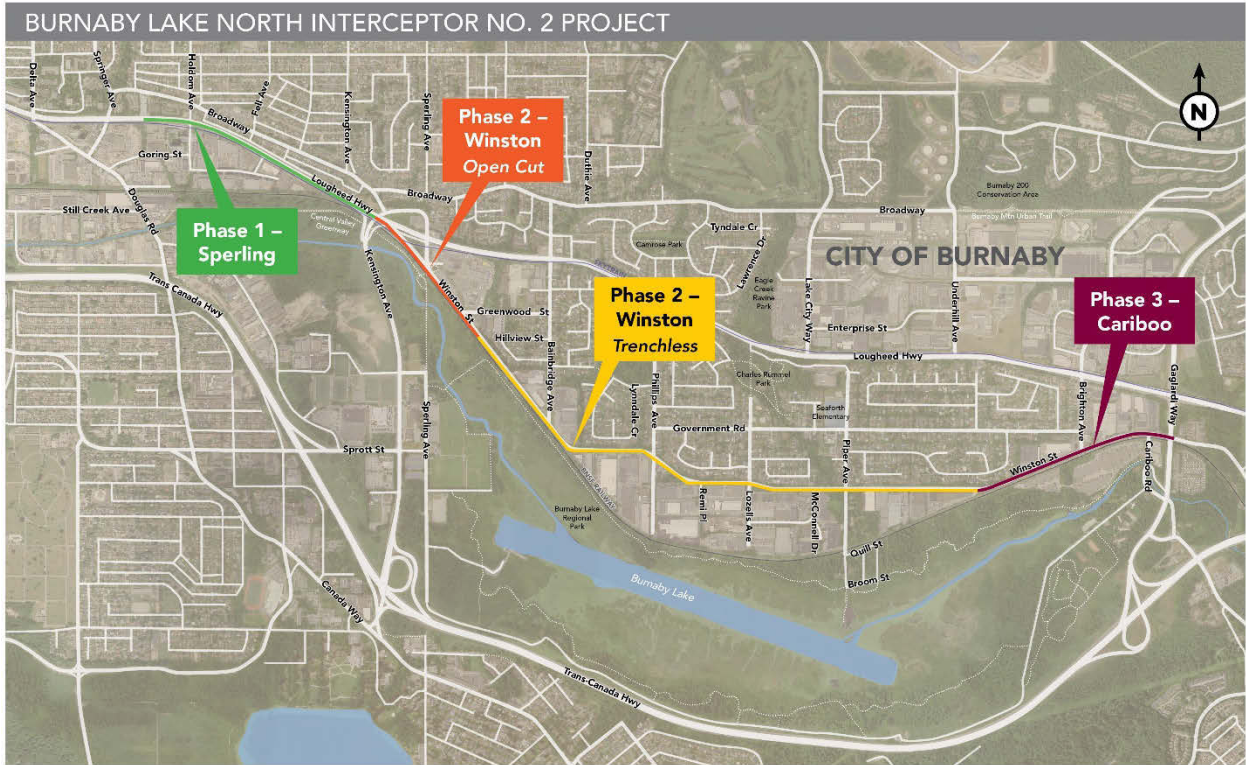 BURNABY LAKE NORTH INTERCEPTOR NO. 2 PROJECT
Delta Ave
Springer Ave
Holdom Ave
Fell Ave
Broadway
Kensington Ave
Sperling Ave
Phase 2 –
Winston
Open Cut
Duthie Ave
N
Goring St
Lougheed Hwy
Broadway
Broadway
Burnaby 200
Conservation Area
Burnaby Mtn Urban Trail
Still Creek Ave
Douglas Rd
Phase 1 –
Sperling
Central Valley
Greenway
Kensington Ave
Camrose Park
Tyndale Cr
Lawrence Dr
CITY OF BURNABY
Trans Canada Hwy
Winston St
Greenwood St
Hillview St
Bainbridge Ave
Phase 2 –
Winston
Trenchless
Eagle
Creek
Ravine
Park
Lake City Way
Enterprise St
Underhill Ave
Lougheed Hwy
Phase 3 –
Cariboo
Gaglardi Way
Charles Rummel
Park
Lynndale Cr
Phillips Ave
Seaforth
Elementary
Brighton Ave
Sperling Ave
Sprott St
Government Rd
Piper Ave
Winston St
Cariboo Rd
RAILWAY
Remi Pl
Lozells Ave
McConnell Dr
Burnaby Lake
Regional
Park
Quill St
Broom St
Burnaby Lake
Canada Way
Trans-Canada Hwy